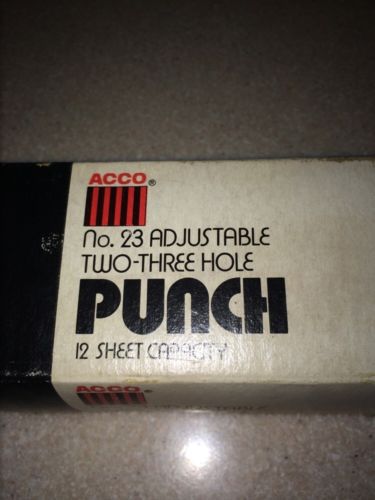 ACCO®
No. 23 ADJUSTABLE
TWO-THREE HOLE
PUNCH
12 SHEET CAPACITY
ACCO